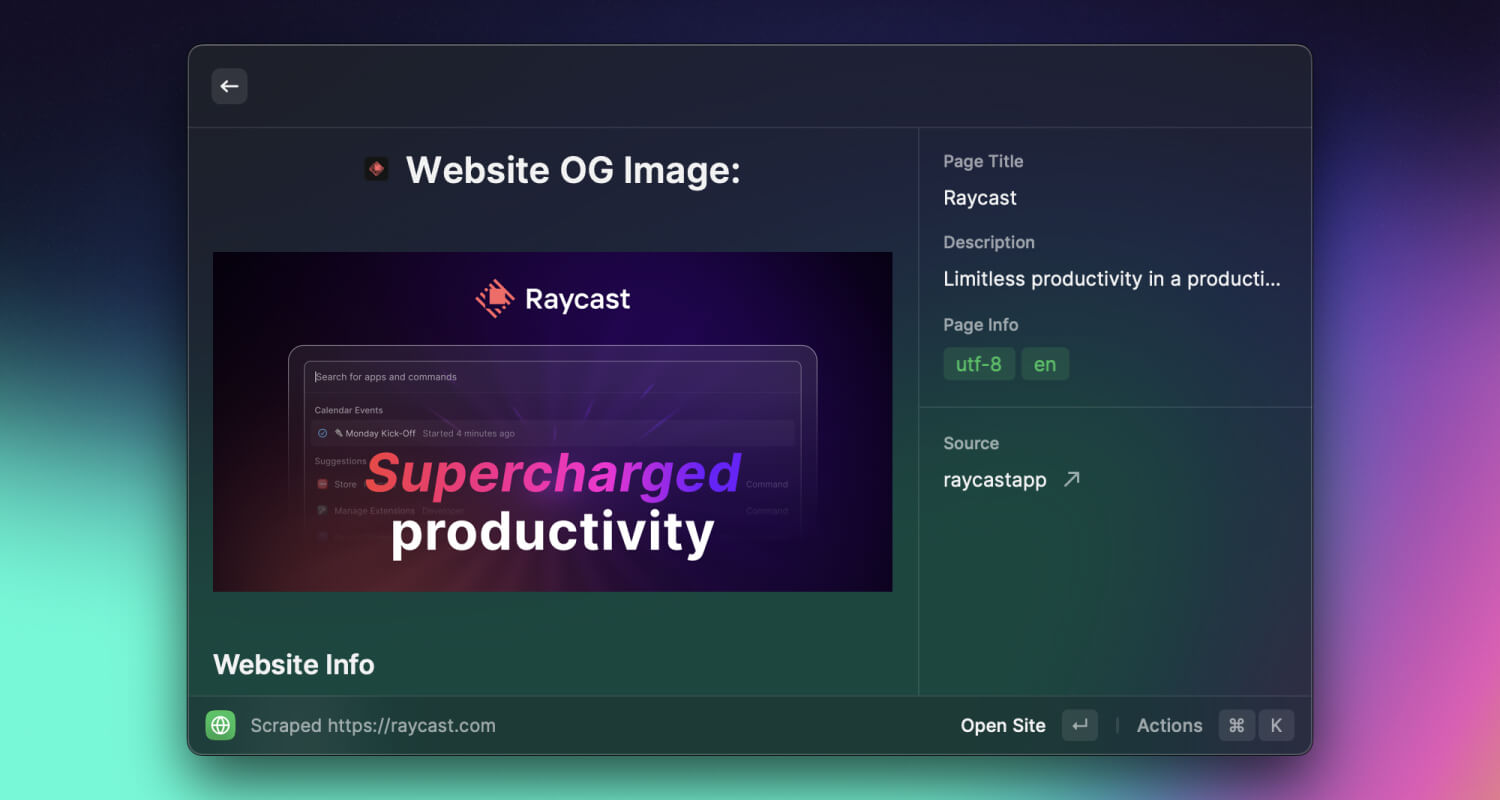 Website OG Image:
Raycast
Search for apps and commands
Calendar Events
Monday Kick-Off Started 4 minutes ago
Suggestions
Store Command
Supercharged
Manage Extensions Developer Command
productivity
Website Info
Page Title
Raycast
Description
Limitless productivity in a producti...
Page Info
utf-8 en
Source
raycastapp
Scraped https://raycast.com
Open Site
Actions ⌘ K